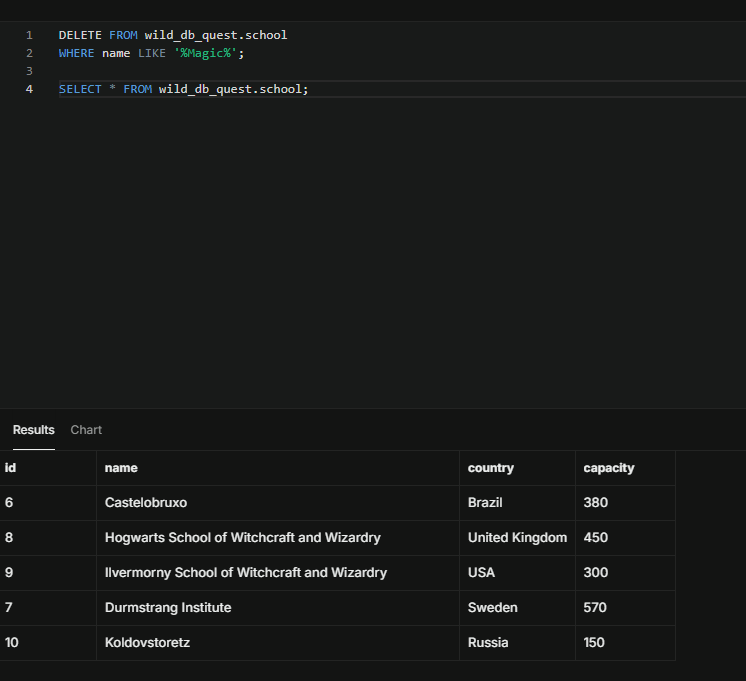 1 DELETE FROM wild_db_quest.school
2 WHERE name LIKE '%Magic%';
3
4 SELECT * FROM wild_db_quest.school;
Results Chart
id name country capacity
6 Castelobruxo Brazil 380
8 Hogwarts School of Witchcraft and Wizardry United Kingdom 450
9 Ilvermorny School of Witchcraft and Wizardry USA 300
7 Durmstrang Institute Sweden 570
10 Koldovstoretz Russia 150